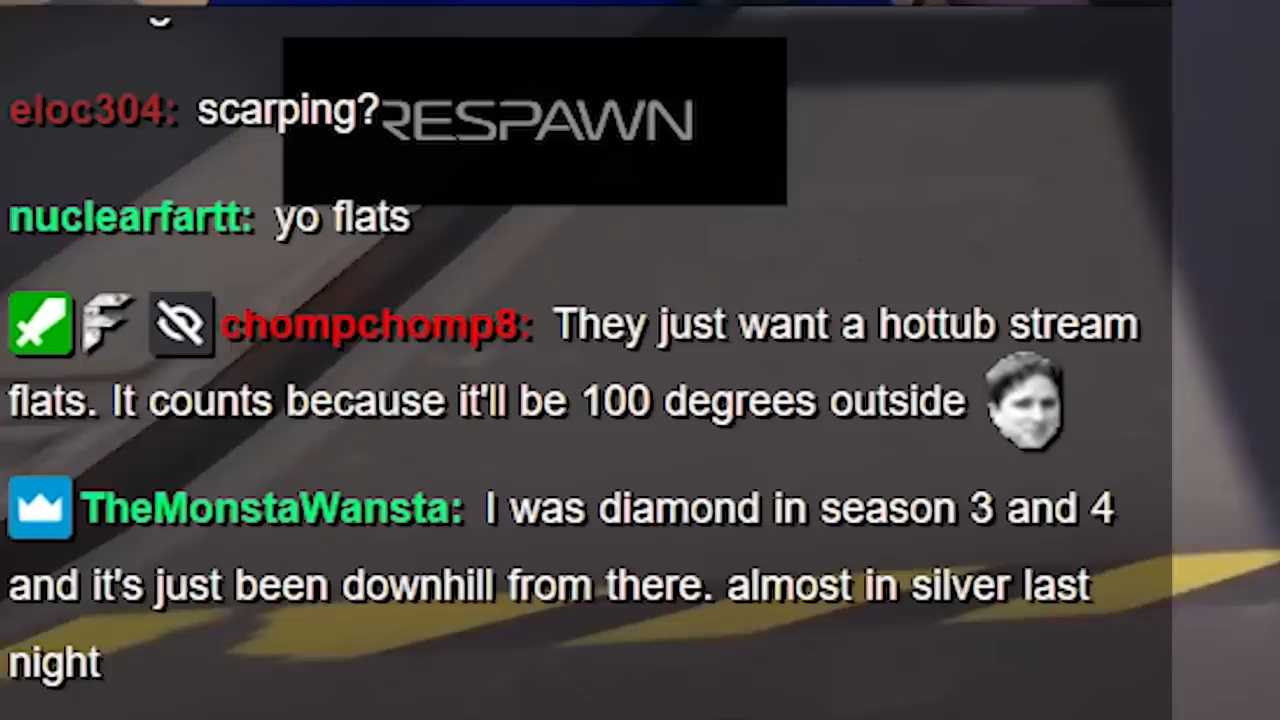 eloc304: scarping?
RESPAWN
nuclearfartt: yo flats
chompchomp8: They just want a hottub stream
flats. It counts because it'll be 100 degrees outside
TheMonstaWansta: I was diamond in season 3 and 4
and it's just been downhill from there. almost in silver last
night